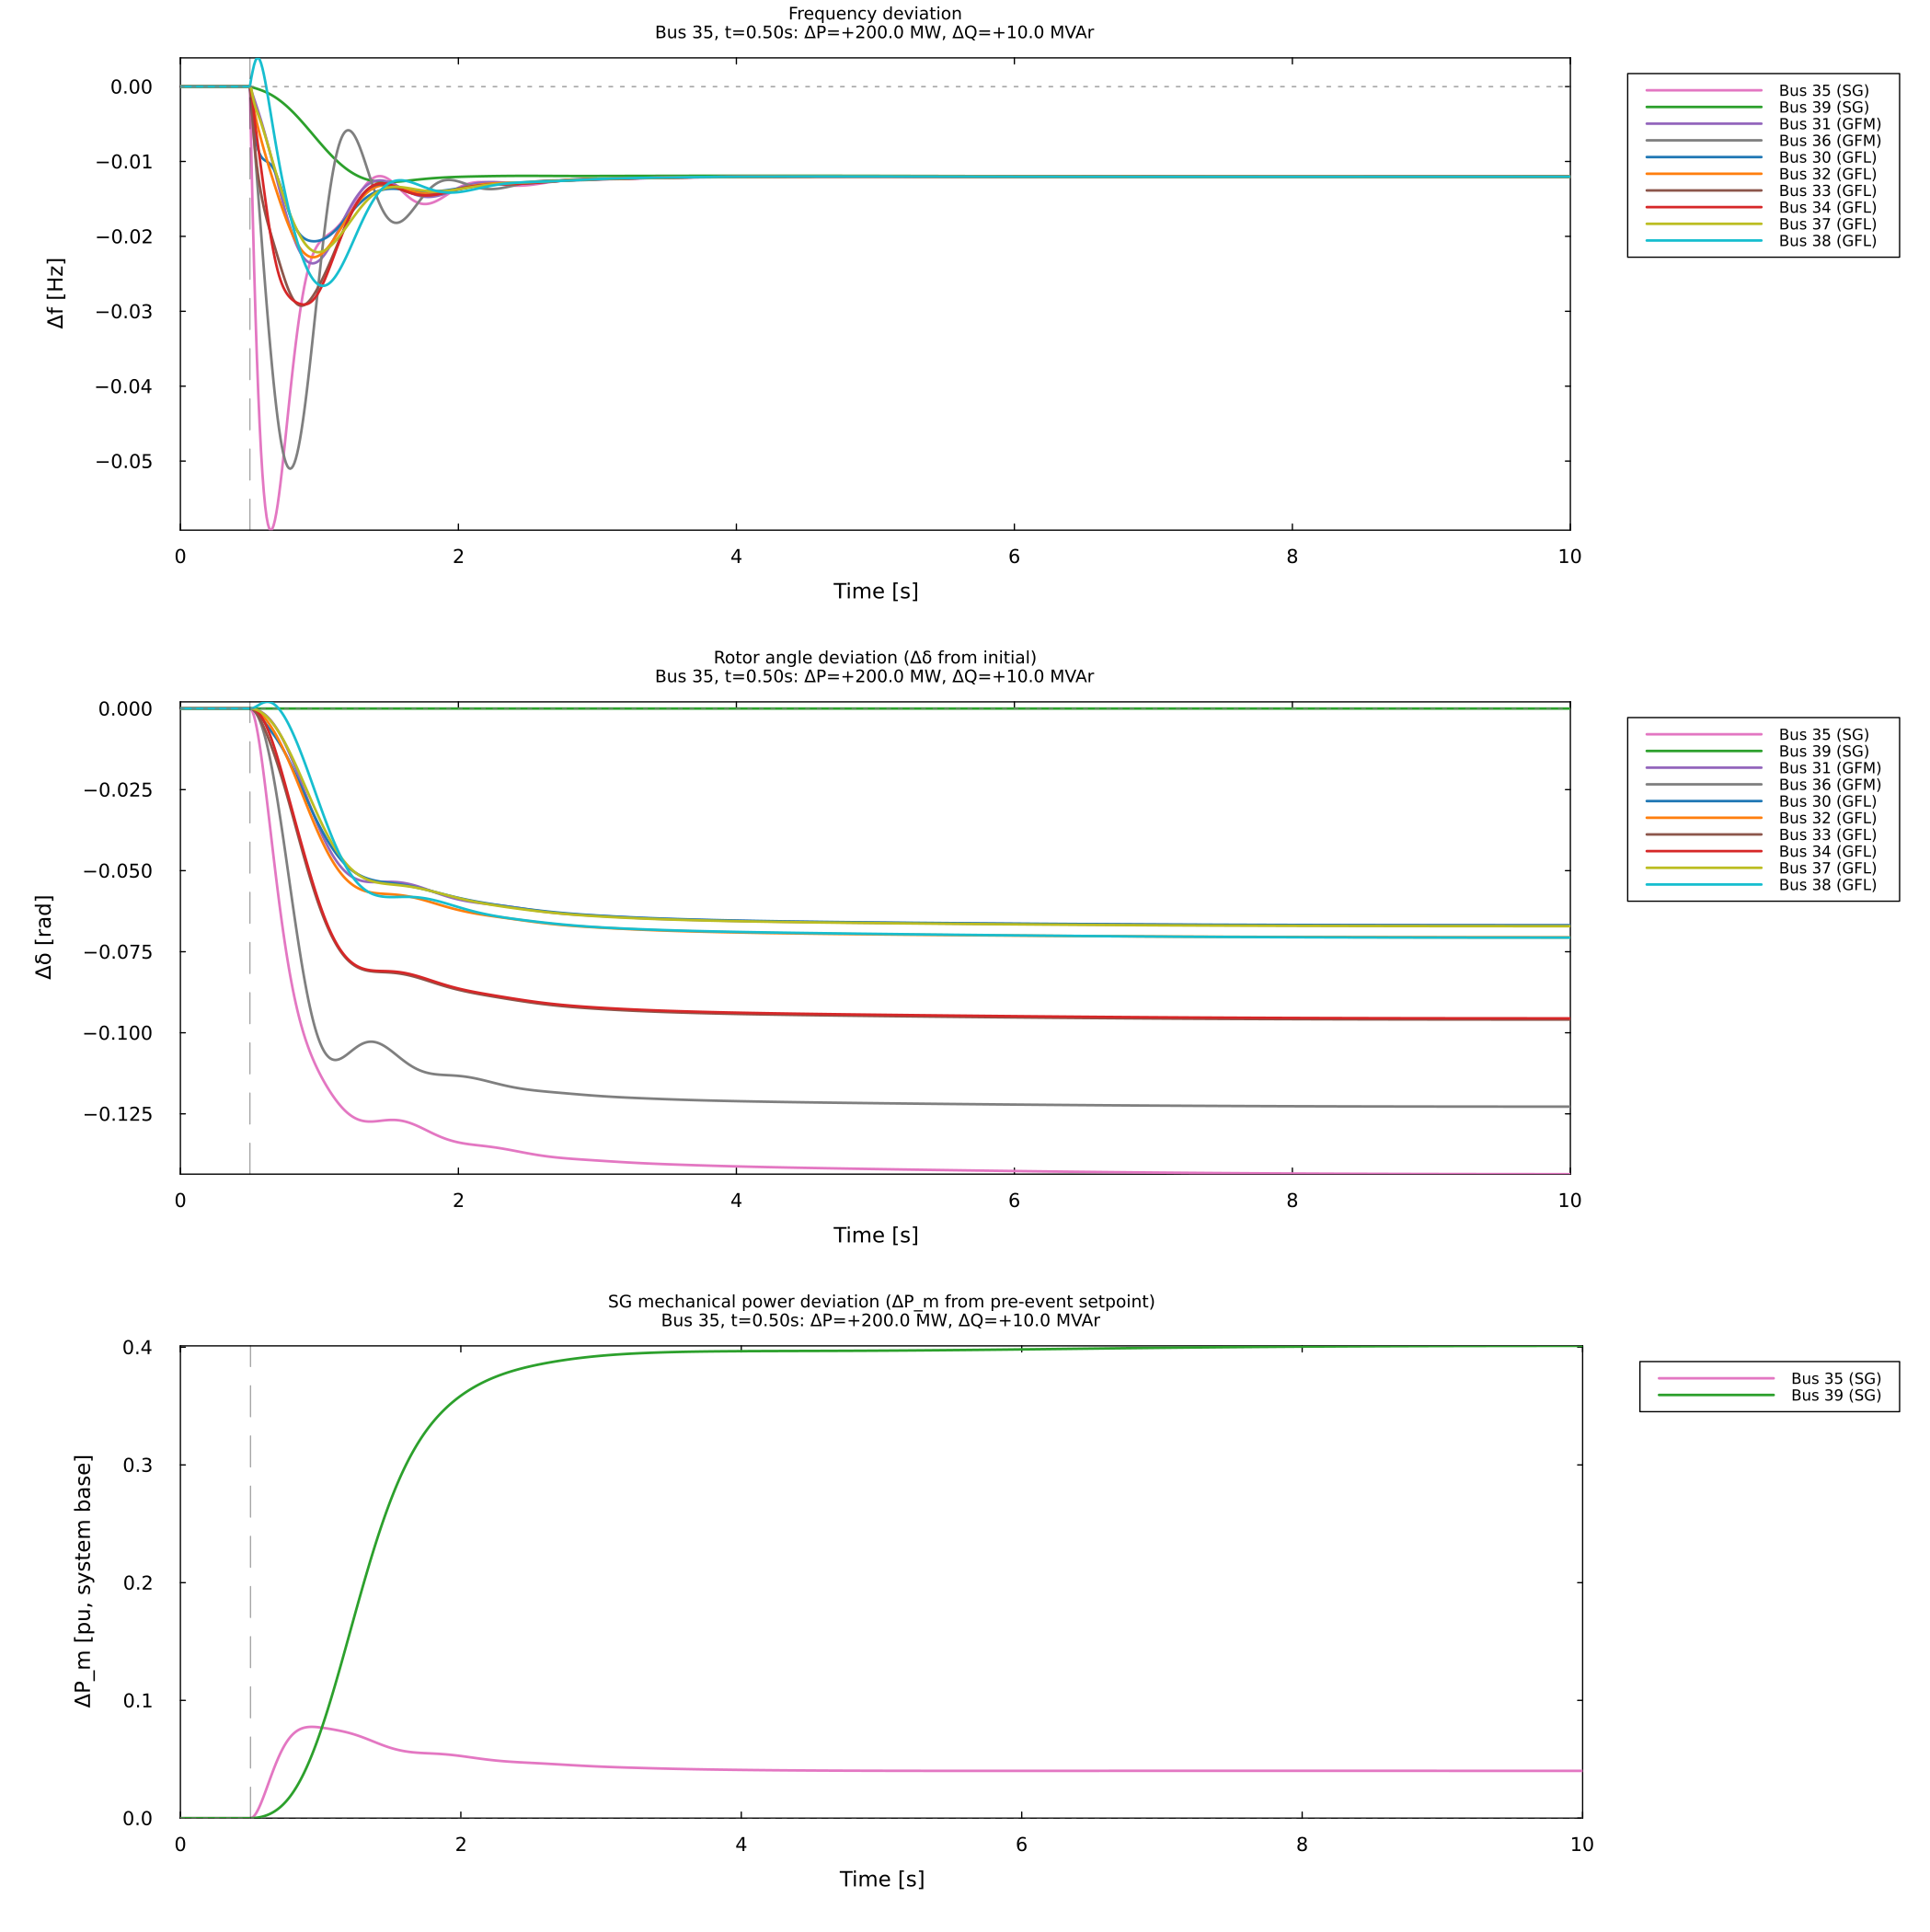 Frequency deviation
Bus 35, t=0.50s: ΔP=+200.0 MW, ΔQ=+10.0 MVAr
0.00
−0.01
−0.02
−0.03
−0.04
−0.05
Δf [Hz]
0 2 4 6 8 10
Time [s]
Bus 35 (SG)
Bus 39 (SG)
Bus 31 (GFM)
Bus 36 (GFM)
Bus 30 (GFL)
Bus 32 (GFL)
Bus 33 (GFL)
Bus 34 (GFL)
Bus 37 (GFL)
Bus 38 (GFL)
Rotor angle deviation (Δδ from initial)
Bus 35, t=0.50s: ΔP=+200.0 MW, ΔQ=+10.0 MVAr
0.000
−0.025
−0.050
−0.075
−0.100
−0.125
Δδ [rad]
0 2 4 6 8 10
Time [s]
Bus 35 (SG)
Bus 39 (SG)
Bus 31 (GFM)
Bus 36 (GFM)
Bus 30 (GFL)
Bus 32 (GFL)
Bus 33 (GFL)
Bus 34 (GFL)
Bus 37 (GFL)
Bus 38 (GFL)
SG mechanical power deviation (ΔP_m from pre-event setpoint)
Bus 35, t=0.50s: ΔP=+200.0 MW, ΔQ=+10.0 MVAr
0.4
0.3
0.2
0.1
0.0
ΔP_m [pu, system base]
0 2 4 6 8 10
Time [s]
Bus 35 (SG)
Bus 39 (SG)